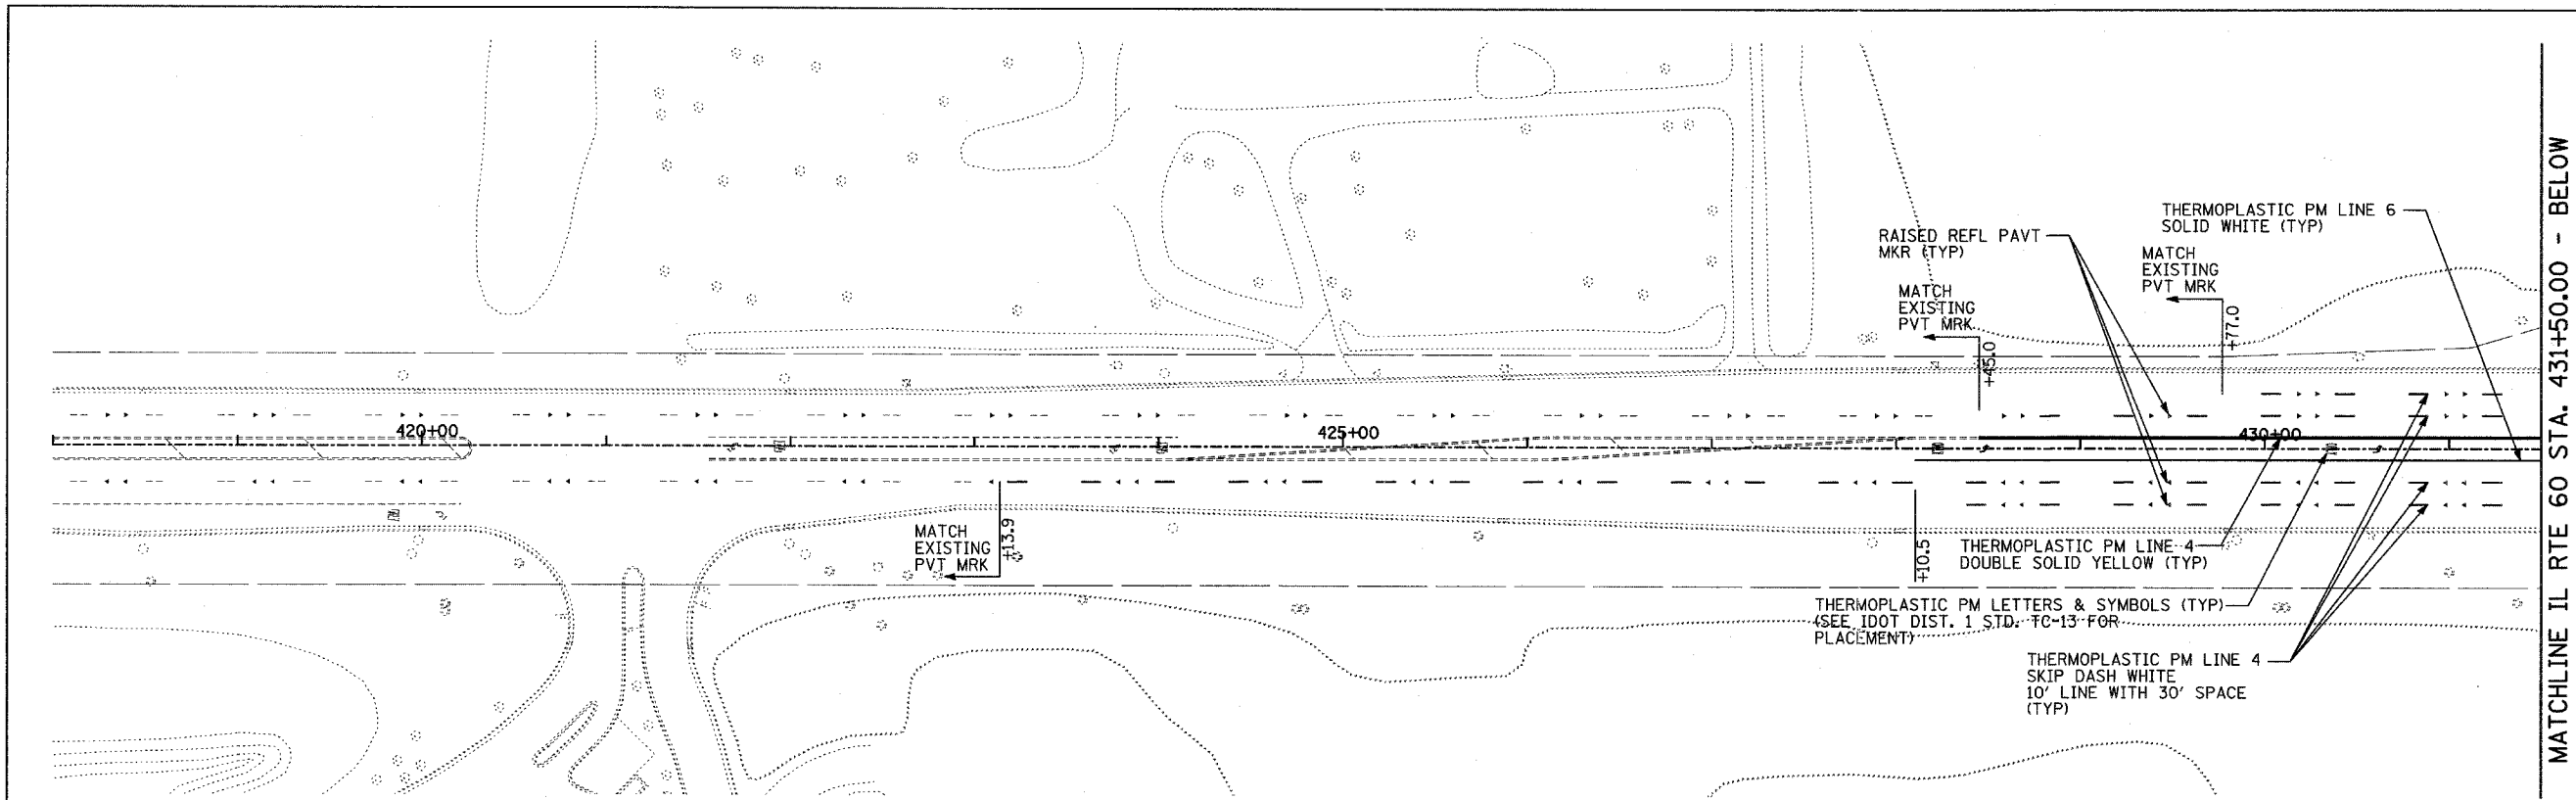 THERMOPLASTIC PM LINE 6
SOLID WHITE (TYP)
RAISED REFL PAVT
MKR (TYP)
MATCH
EXISTING
PVT MRK
+77.0
MATCH
EXISTING
PVT MRK
+45.0
420+00
425+00
430+00
MATCH
EXISTING
PVT MRK
+13.9
+10.5
THERMOPLASTIC PM LINE 4
DOUBLE SOLID YELLOW (TYP)
THERMOPLASTIC PM LETTERS & SYMBOLS (TYP)
(SEE IDOT DIST. 1 STD. TC-13 FOR
PLACEMENT)
THERMOPLASTIC PM LINE 4
SKIP DASH WHITE
10' LINE WITH 30' SPACE
(TYP)
MATCHLINE IL RTE 60 STA. 431+50.00 - BELOW